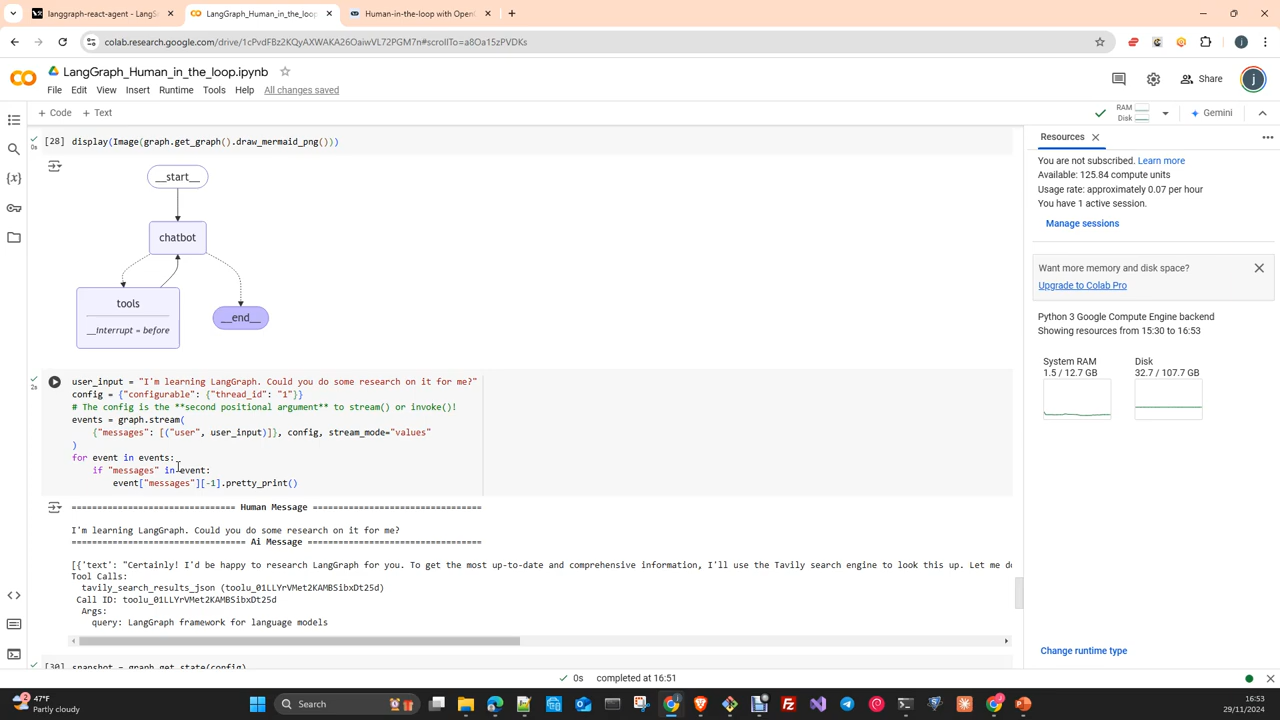 langgraph-react-agent - LangS
LangGraph_Human_in_the_loop.
Human-in-the-loop with OpenG
colab.research.google.com/drive/1cPvdFBz2KQyAXWAKA26OaiwVL72PGM7n#scrollTo=a8Oa15zPVDKs
LangGraph_Human_in_the_loop.ipynb
Share
j
File Edit View Insert Runtime Tools Help All changes saved
+ Code + Text
RAM
Disk
Gemini
[28] display(Image(graph.get_graph().draw_mermaid_png()))
0s
__start__
chatbot
tools
__interrupt = before
__end__
2s
user_input = "I'm learning LangGraph. Could you do some research on it for me?"
config = {"configurable": {"thread_id": "1"}}
# The config is the **second positional argument** to stream() or invoke()!
events = graph.stream(
{"messages": [("user", user_input)]}, config, stream_mode="values"
)
for event in events:
if "messages" in event:
event["messages"][-1].pretty_print()
================================ Human Message =================================
I'm learning LangGraph. Could you do some research on it for me?
================================== Ai Message ==================================
[{'text': "Certainly! I'd be happy to research LangGraph for you. To get the most up-to-date and comprehensive information, I'll use the Tavily search engine to look this up. Let me do
Tool Calls:
tavily_search_results_json (toolu_01LLYrVMet2KAMBSibxDt25d)
Call ID: toolu_01LLYrVMet2KAMBSibxDt25d
Args:
query: LangGraph framework for language models
[30] snapshot = graph.get_state(config)
Resources
You are not subscribed. Learn more
Available: 125.84 compute units
Usage rate: approximately 0.07 per hour
You have 1 active session.
Manage sessions
Want more memory and disk space?
Upgrade to Colab Pro
Python 3 Google Compute Engine backend
Showing resources from 15:30 to 16:53
System RAM
1.5 / 12.7 GB
Disk
32.7 / 107.7 GB
Change runtime type
0s completed at 16:51
47°F
Partly cloudy
Search
16:53
29/11/2024